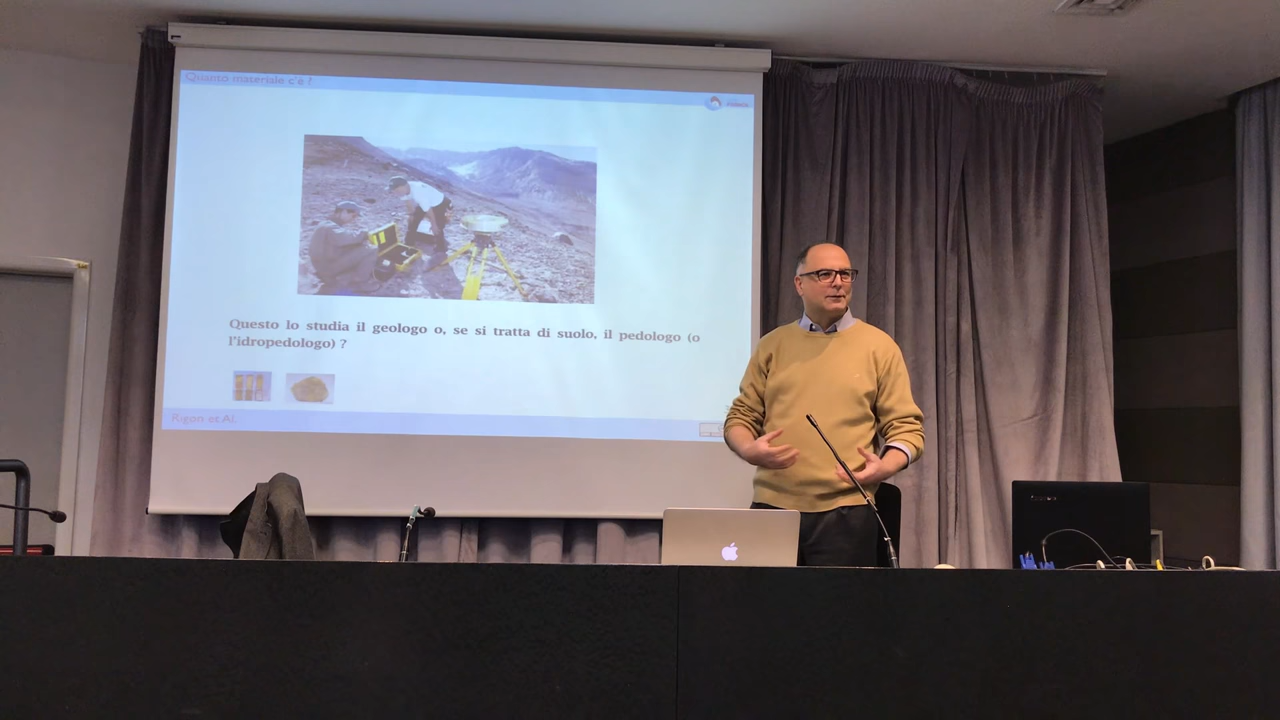 Quanto materiale c'è ?
Questo lo studia il geologo o, se si tratta di suolo, il pedologo (o
l'idropedologo) ?
Rigon et Al.